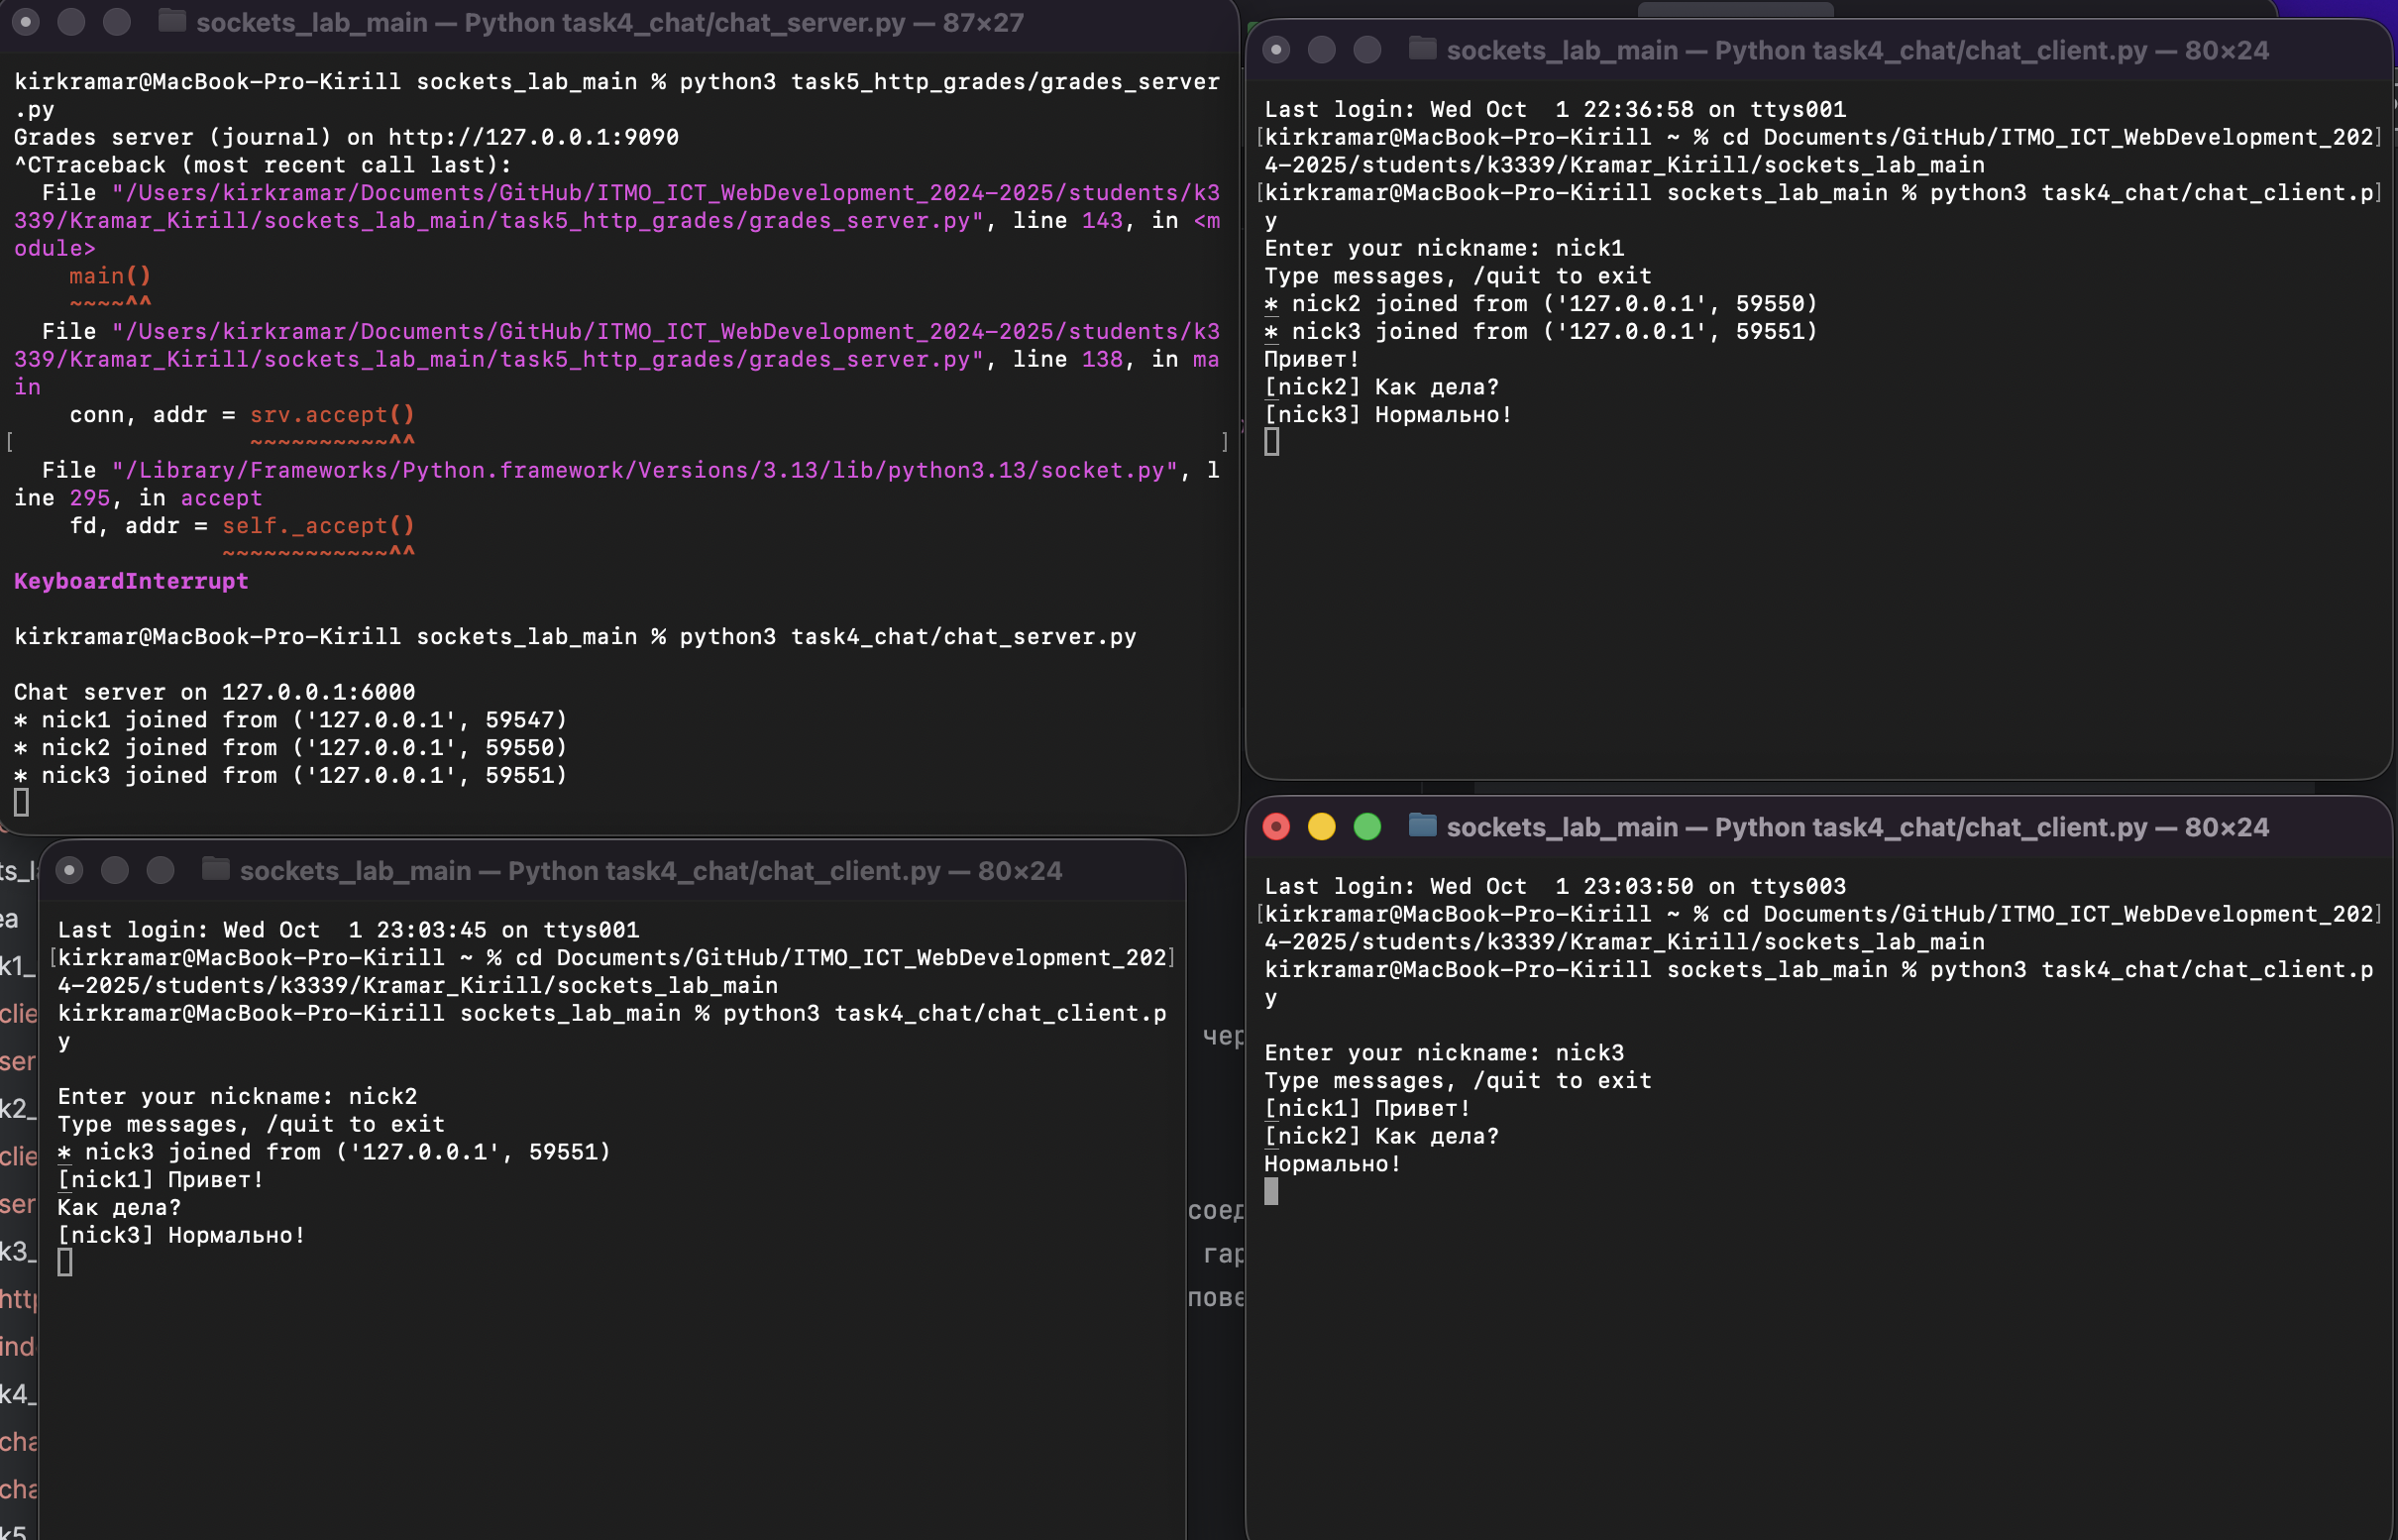 sockets_lab_main — Python task4_chat/chat_server.py — 87×27
kirkramar@MacBook-Pro-Kirill sockets_lab_main % python3 task5_http_grades/grades_server
.py
Grades server (journal) on http://127.0.0.1:9090
^CTraceback (most recent call last):
  File "/Users/kirkramar/Documents/GitHub/ITMO_ICT_WebDevelopment_2024-2025/students/k3
339/Kramar_Kirill/sockets_lab_main/task5_http_grades/grades_server.py", line 143, in <m
odule>
    main()
    ~~~~^^
  File "/Users/kirkramar/Documents/GitHub/ITMO_ICT_WebDevelopment_2024-2025/students/k3
339/Kramar_Kirill/sockets_lab_main/task5_http_grades/grades_server.py", line 138, in ma
in
    conn, addr = srv.accept()
[                ~~~~~~~~~~^^ ]
  File "/Library/Frameworks/Python.framework/Versions/3.13/lib/python3.13/socket.py", l
ine 295, in accept
    fd, addr = self._accept()
               ~~~~~~~~~~~~^^
KeyboardInterrupt
kirkramar@MacBook-Pro-Kirill sockets_lab_main % python3 task4_chat/chat_server.py
Chat server on 127.0.0.1:6000
* nick1 joined from ('127.0.0.1', 59547)
* nick2 joined from ('127.0.0.1', 59550)
* nick3 joined from ('127.0.0.1', 59551)
sockets_lab_main — Python task4_chat/chat_client.py — 80×24
Last login: Wed Oct  1 22:36:58 on ttys001
[kirkramar@MacBook-Pro-Kirill ~ % cd Documents/GitHub/ITMO_ICT_WebDevelopment_202]
4-2025/students/k3339/Kramar_Kirill/sockets_lab_main
[kirkramar@MacBook-Pro-Kirill sockets_lab_main % python3 task4_chat/chat_client.p]
y
Enter your nickname: nick1
Type messages, /quit to exit
* nick2 joined from ('127.0.0.1', 59550)
* nick3 joined from ('127.0.0.1', 59551)
Привет!
[nick2] Как дела?
[nick3] Нормально!
sockets_lab_main — Python task4_chat/chat_client.py — 80×24
Last login: Wed Oct  1 23:03:45 on ttys001
[kirkramar@MacBook-Pro-Kirill ~ % cd Documents/GitHub/ITMO_ICT_WebDevelopment_202]
4-2025/students/k3339/Kramar_Kirill/sockets_lab_main
kirkramar@MacBook-Pro-Kirill sockets_lab_main % python3 task4_chat/chat_client.p
y
Enter your nickname: nick2
Type messages, /quit to exit
* nick3 joined from ('127.0.0.1', 59551)
[nick1] Привет!
Как дела?
[nick3] Нормально!
sockets_lab_main — Python task4_chat/chat_client.py — 80×24
Last login: Wed Oct  1 23:03:50 on ttys003
[kirkramar@MacBook-Pro-Kirill ~ % cd Documents/GitHub/ITMO_ICT_WebDevelopment_202]
4-2025/students/k3339/Kramar_Kirill/sockets_lab_main
kirkramar@MacBook-Pro-Kirill sockets_lab_main % python3 task4_chat/chat_client.p
y
Enter your nickname: nick3
Type messages, /quit to exit
[nick1] Привет!
[nick2] Как дела?
Нормально!